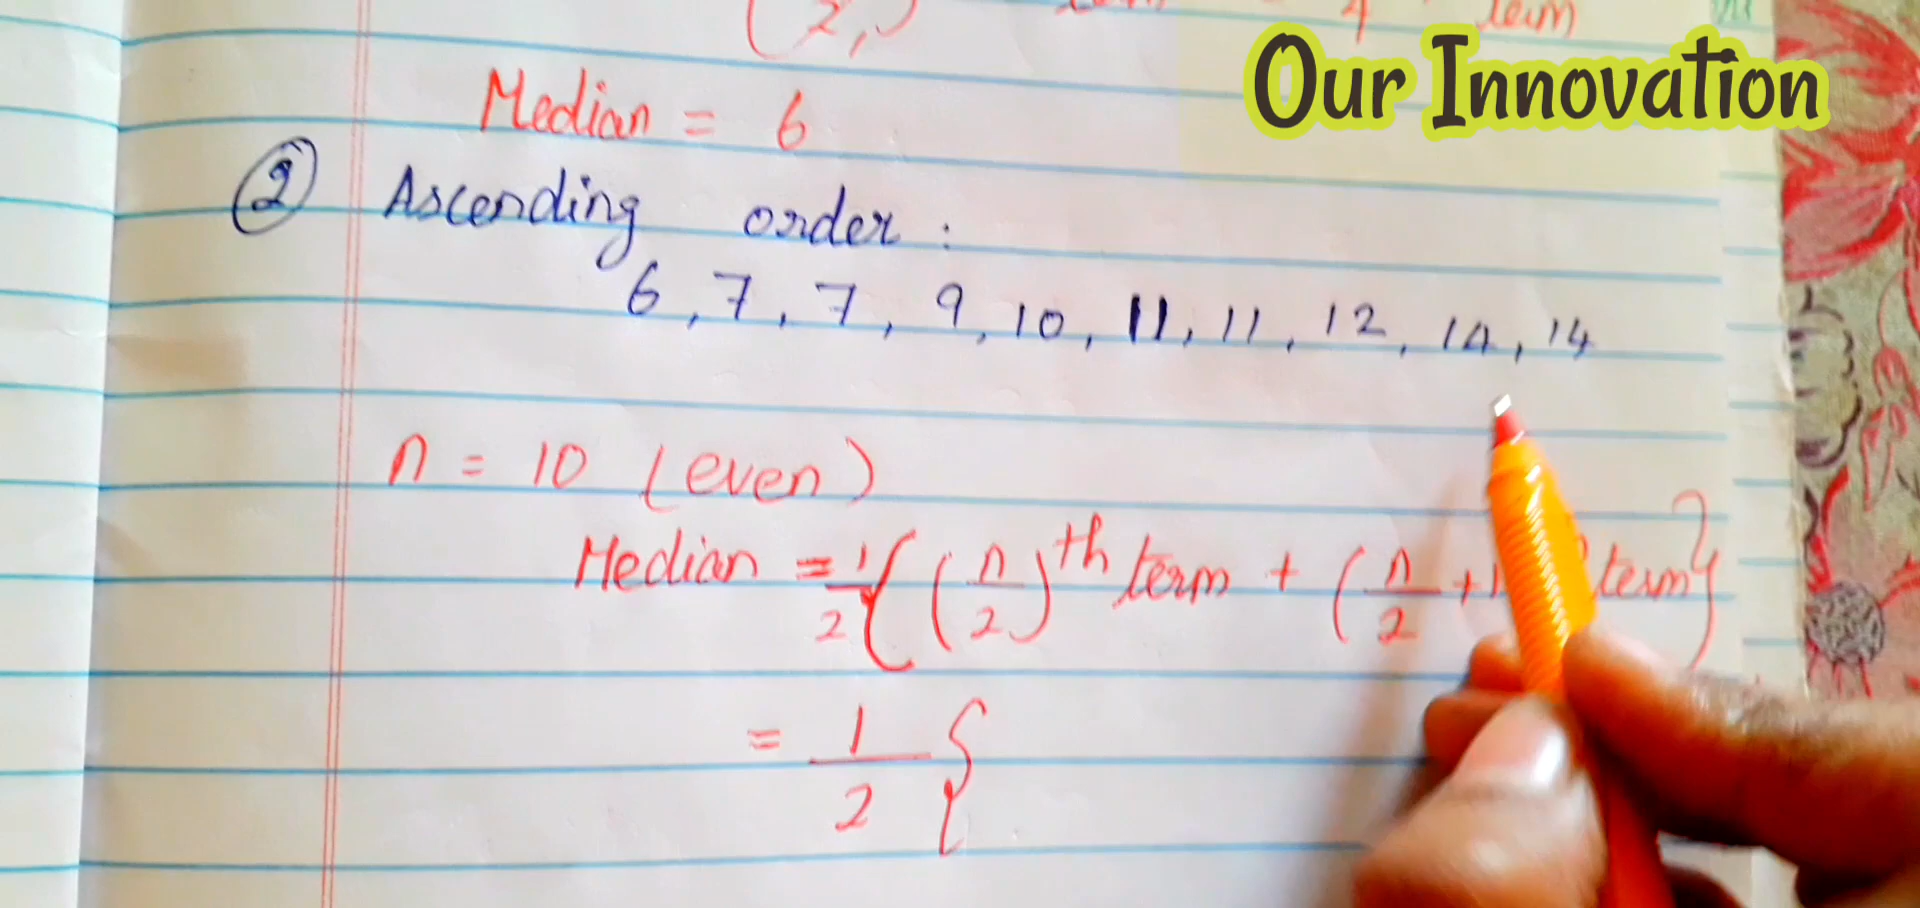 Our Innovation
Median = 6
② Ascending order :
6, 7, 7, 9, 10, 11, 11, 12, 14, 14
n = 10 (even)
Median = 1/2 { (n/2)th term + (n/2 + 1 term}
= 1/2 {